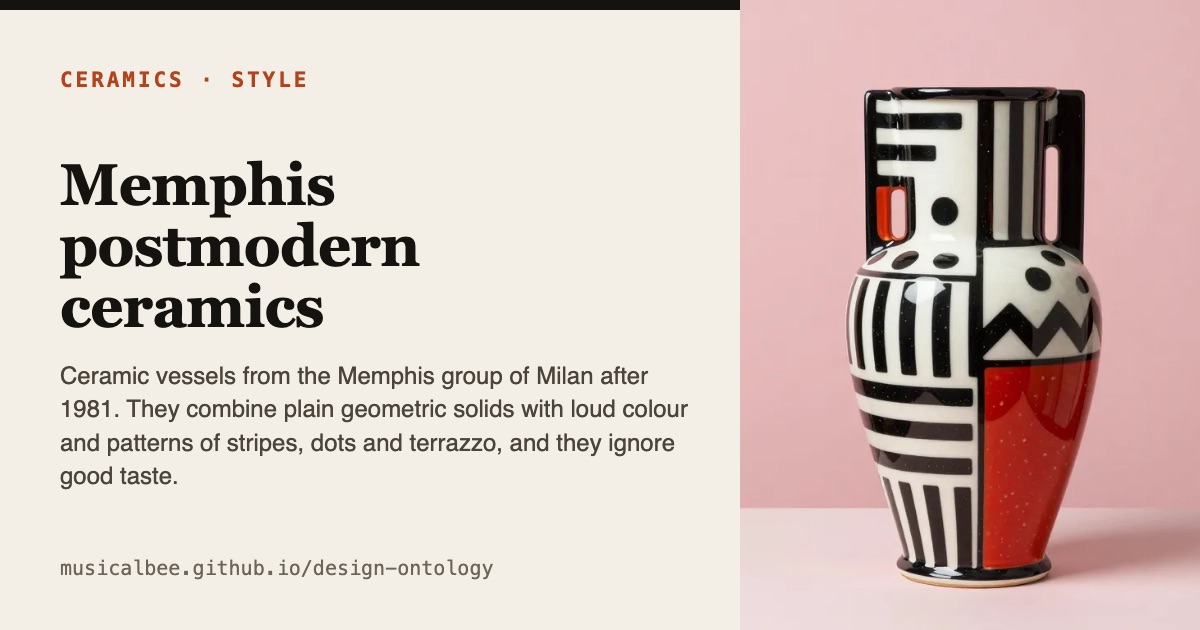 CERAMICS · STYLE
Memphis
postmodern
ceramics
Ceramic vessels from the Memphis group of Milan after
1981. They combine plain geometric solids with loud colour
and patterns of stripes, dots and terrazzo, and they ignore
good taste.
musicalbee.github.io/design-ontology